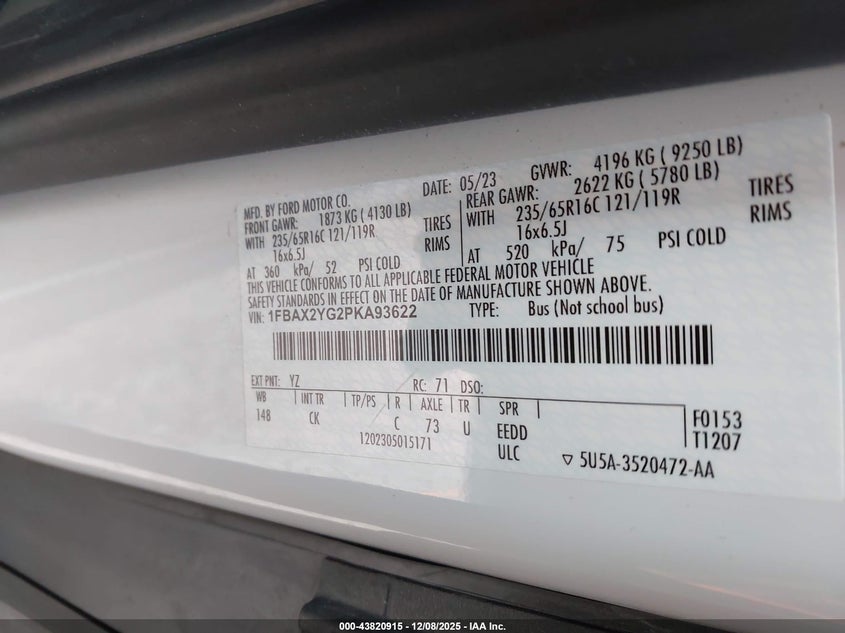 MFD. BY FORD MOTOR CO.
DATE: 05/23 GVWR: 4196 KG ( 9250 LB)
FRONT GAWR: 1873 KG ( 4130 LB) REAR GAWR: 2622 KG ( 5780 LB)
WITH 235/65R16C 121/119R TIRES WITH 235/65R16C 121/119R TIRES
16x6.5J RIMS 16x6.5J RIMS
AT 360 kPa/ 52 PSI COLD AT 520 kPa/ 75 PSI COLD
THIS VEHICLE CONFORMS TO ALL APPLICABLE FEDERAL MOTOR VEHICLE
SAFETY STANDARDS IN EFFECT ON THE DATE OF MANUFACTURE SHOWN ABOVE.
VIN: 1FBAX2YG2PKA93622 TYPE: Bus (Not school bus)
EXT PNT: YZ RC: 71 DSO:
WB INT TR TP/PS R AXLE TR SPR
148 CK C 73 U EEDD
ULC
1202305015171
F0153
T1207
▽ 5U5A-3520472-AA
000-43820915 - 12/08/2025 - IAA Inc.